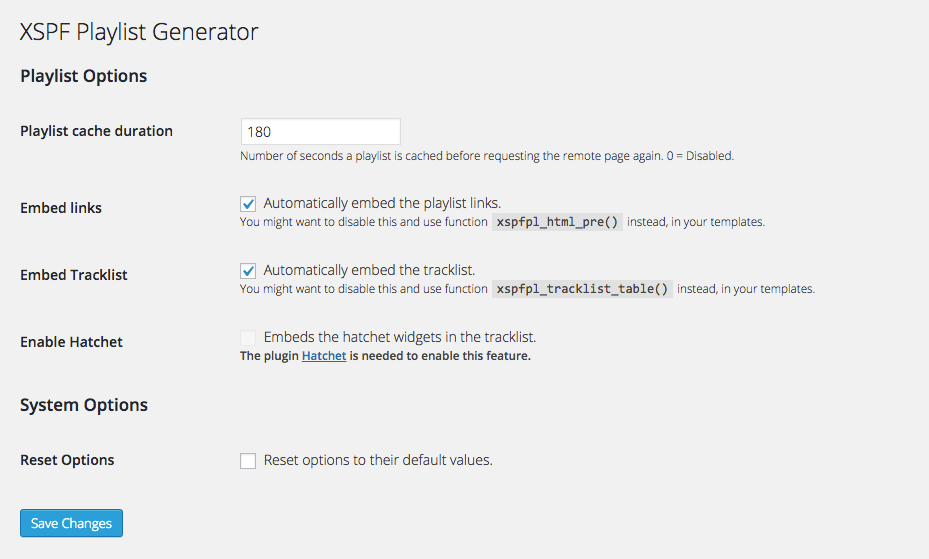 XSPF Playlist Generator
Playlist Options
Playlist cache duration
180
Number of seconds a playlist is cached before requesting the remote page again. 0 = Disabled.
Embed links
Automatically embed the playlist links.
You might want to disable this and use function xspfpl_html_pre() instead, in your templates.
Embed Tracklist
Automatically embed the tracklist.
You might want to disable this and use function xspfpl_tracklist_table() instead, in your templates.
Enable Hatchet
Embeds the hatchet widgets in the tracklist.
The plugin Hatchet is needed to enable this feature.
System Options
Reset Options
Reset options to their default values.
Save Changes